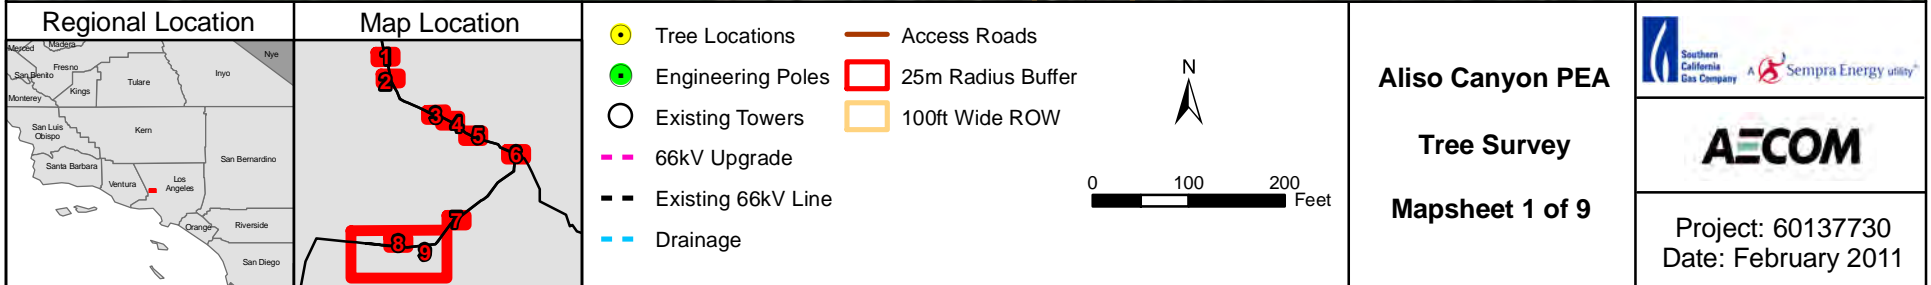 Regional Location
Merced
Madera
Nye
Fresno
San Benito
Tulare
Inyo
Kings
Monterey
San Luis
Obispo
Kern
San Bernardino
Santa Barbara
Ventura
Los
Angeles
Orange
Riverside
San Diego
Map Location
1
2
3
4
5
6
7
8
9
Tree Locations
Engineering Poles
Existing Towers
66kV Upgrade
Existing 66kV Line
Drainage
Access Roads
25m Radius Buffer
100ft Wide ROW
N
0 100 200
Feet
Aliso Canyon PEA
Tree Survey
Mapsheet 1 of 9
Southern
California
Gas Company
A Sempra Energy utility
AECOM
Project: 60137730
Date: February 2011